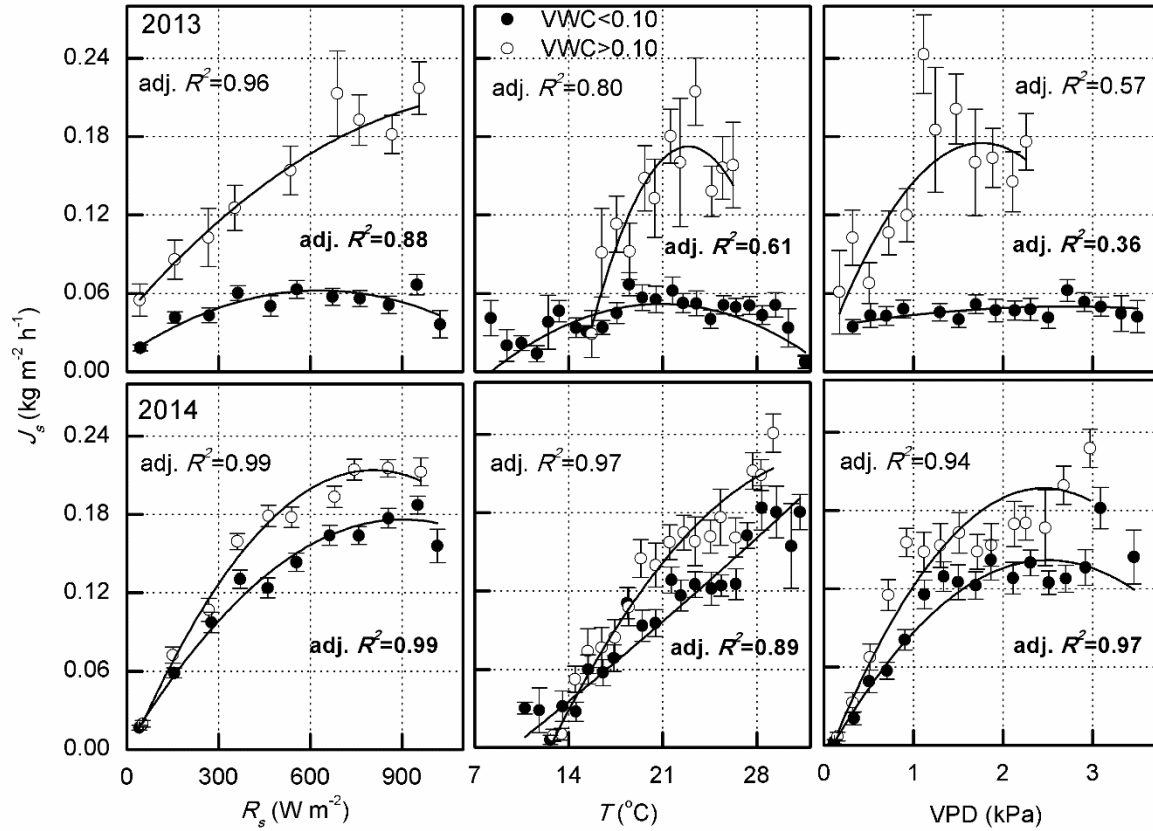 2013
VWC<0.10
VWC>0.10
0.24
adj. R²=0.96
adj. R²=0.80
adj. R²=0.57
0.18
0.12
adj. R²=0.88
adj. R²=0.61
adj. R²=0.36
0.06
0.00
Jₛ (kg m⁻² h⁻¹)
2014
0.24
adj. R²=0.99
adj. R²=0.97
adj. R²=0.94
0.18
0.12
adj. R²=0.99
adj. R²=0.89
adj. R²=0.97
0.06
0.00
0 300 600 900
7 14 21 28
0 1 2 3
Rₛ (W m⁻²)
T (°C)
VPD (kPa)